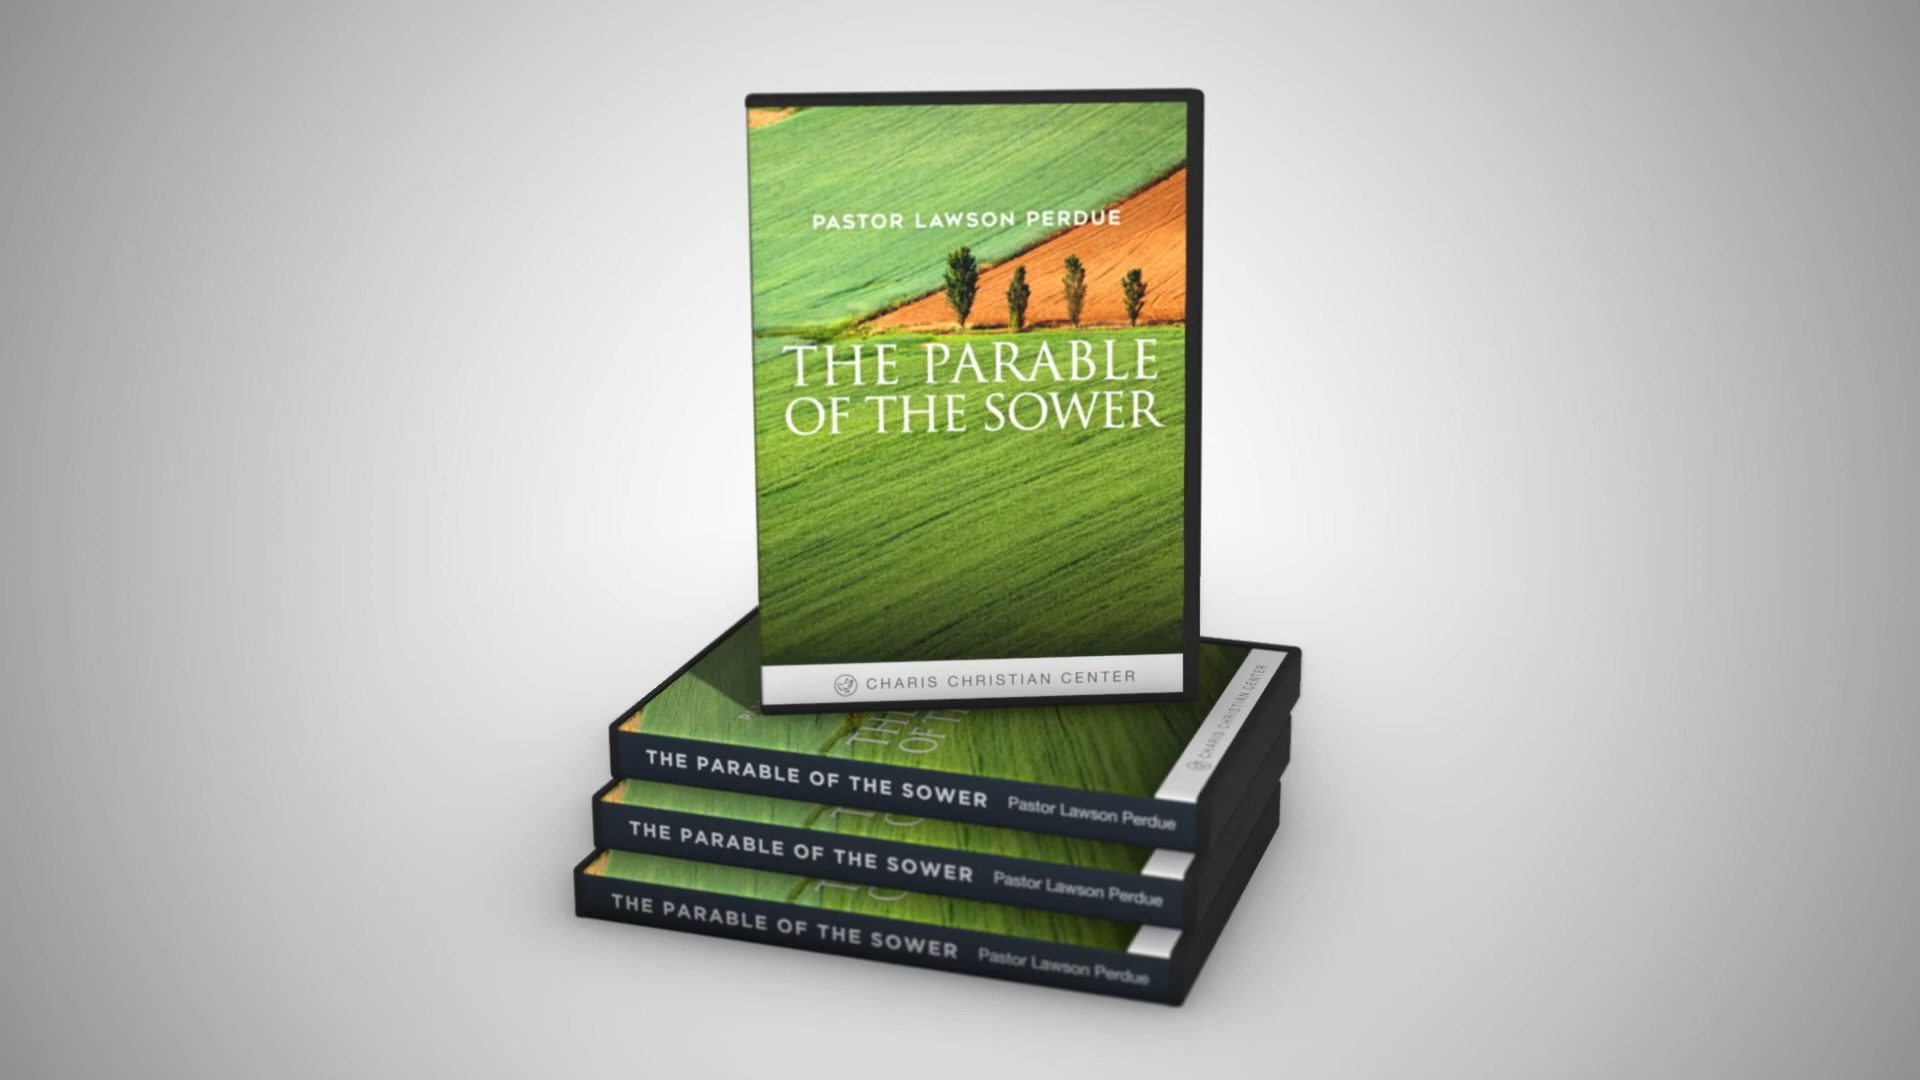 PASTOR LAWSON PERDUE
THE PARABLE
OF THE SOWER
CHARIS CHRISTIAN CENTER
CHARIS CHRISTIAN CENTER
THE PARABLE OF THE SOWER Pastor Lawson Perdue
THE PARABLE OF THE SOWER Pastor Lawson Perdue
THE PARABLE OF THE SOWER Pastor Lawson Perdue